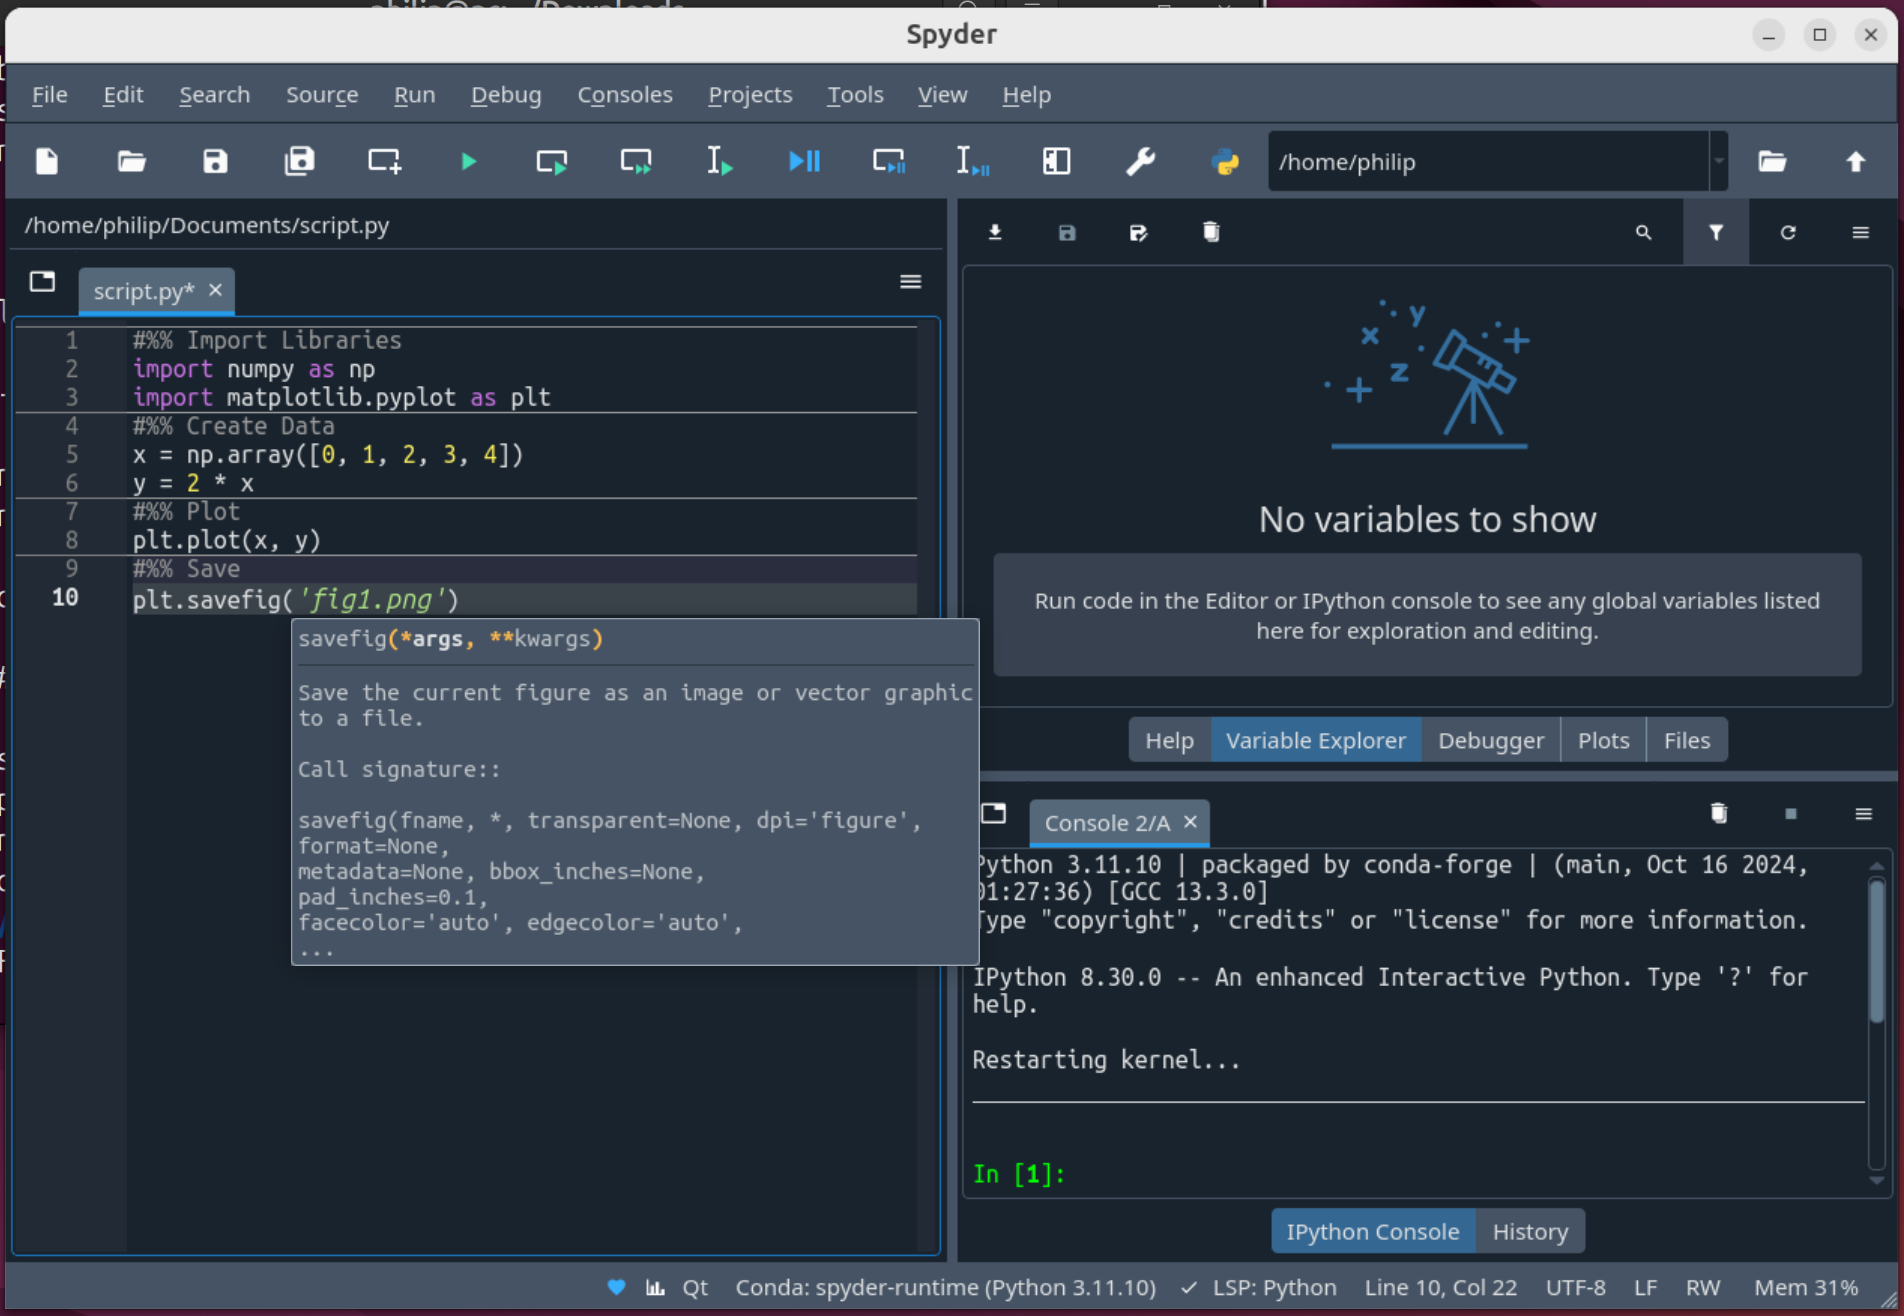 Spyder
File Edit Search Source Run Debug Consoles Projects Tools View Help
/home/philip
/home/philip/Documents/script.py
script.py*
1 #%% Import Libraries
2 import numpy as np
3 import matplotlib.pyplot as plt
4 #%% Create Data
5 x = np.array([0, 1, 2, 3, 4])
6 y = 2 * x
7 #%% Plot
8 plt.plot(x, y)
9 #%% Save
10 plt.savefig('fig1.png')
savefig(*args, **kwargs)
Save the current figure as an image or vector graphic
to a file.
Call signature::
savefig(fname, *, transparent=None, dpi='figure',
format=None,
metadata=None, bbox_inches=None,
pad_inches=0.1,
facecolor='auto', edgecolor='auto',
...
x y z
No variables to show
Run code in the Editor or IPython console to see any global variables listed
here for exploration and editing.
Help Variable Explorer Debugger Plots Files
Console 2/A
Python 3.11.10 | packaged by conda-forge | (main, Oct 16 2024,
01:27:36) [GCC 13.3.0]
Type "copyright", "credits" or "license" for more information.
IPython 8.30.0 -- An enhanced Interactive Python. Type '?' for
help.
Restarting kernel...
In [1]:
IPython Console History
Qt Conda: spyder-runtime (Python 3.11.10) ✓ LSP: Python Line 10, Col 22 UTF-8 LF RW Mem 31%